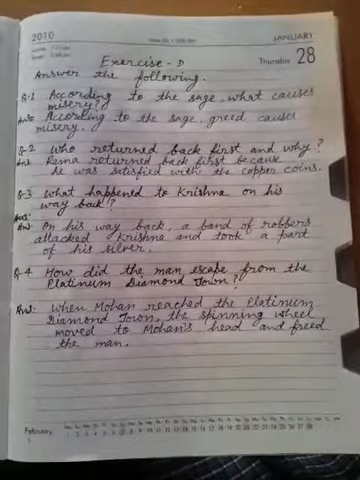 2010
JANUARY
Thursday 28
Exercise - D
Answer the following.
Q-1 According to the sage, what causes
misery?
Ans According to the sage, greed causes
misery.
Q-2 Who returned back first and why?
Ans Rama returned back first because
he was satisfied with the copper coins.
Q-3 What happened to Krishna on his
way back?
Ans:
Ans: On his way back, a band of robbers
attacked Krishna and took a part
of his silver.
Q-4 How did the man escape from the
Platinum Diamond Town?
Ans: When Mohan reached the Platinum
Diamond Town, the spinning wheel
moved to Mohan's head and freed
the man.
February